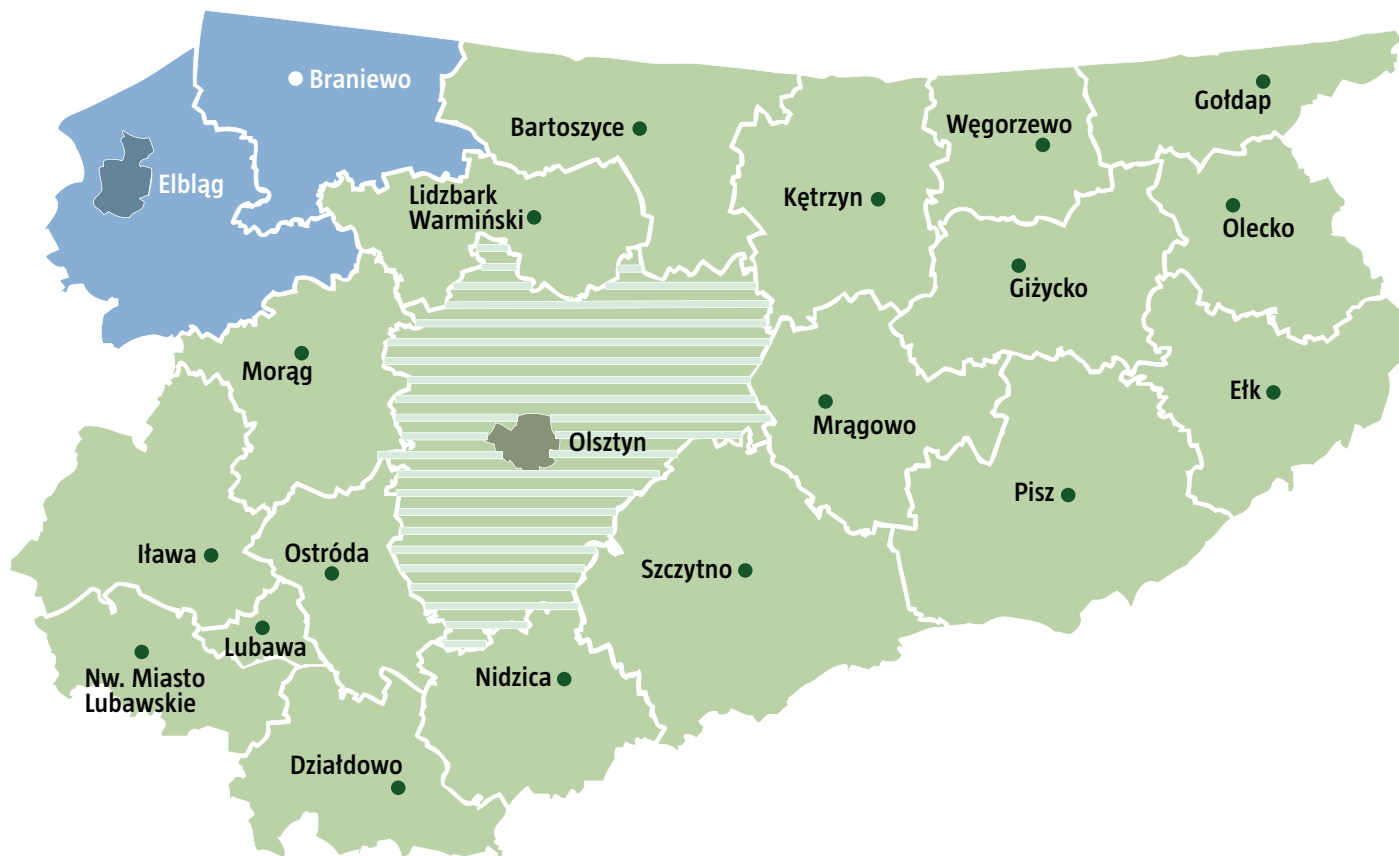 Braniewo
Gołdap
Bartoszyce
Węgorzewo
Elbląg
Lidzbark
Warmiński
Kętrzyn
Olecko
Giżycko
Morąg
Ełk
Mrągowo
Olsztyn
Pisz
Iława
Ostróda
Szczytno
Lubawa
Nw. Miasto
Lubawskie
Nidzica
Działdowo